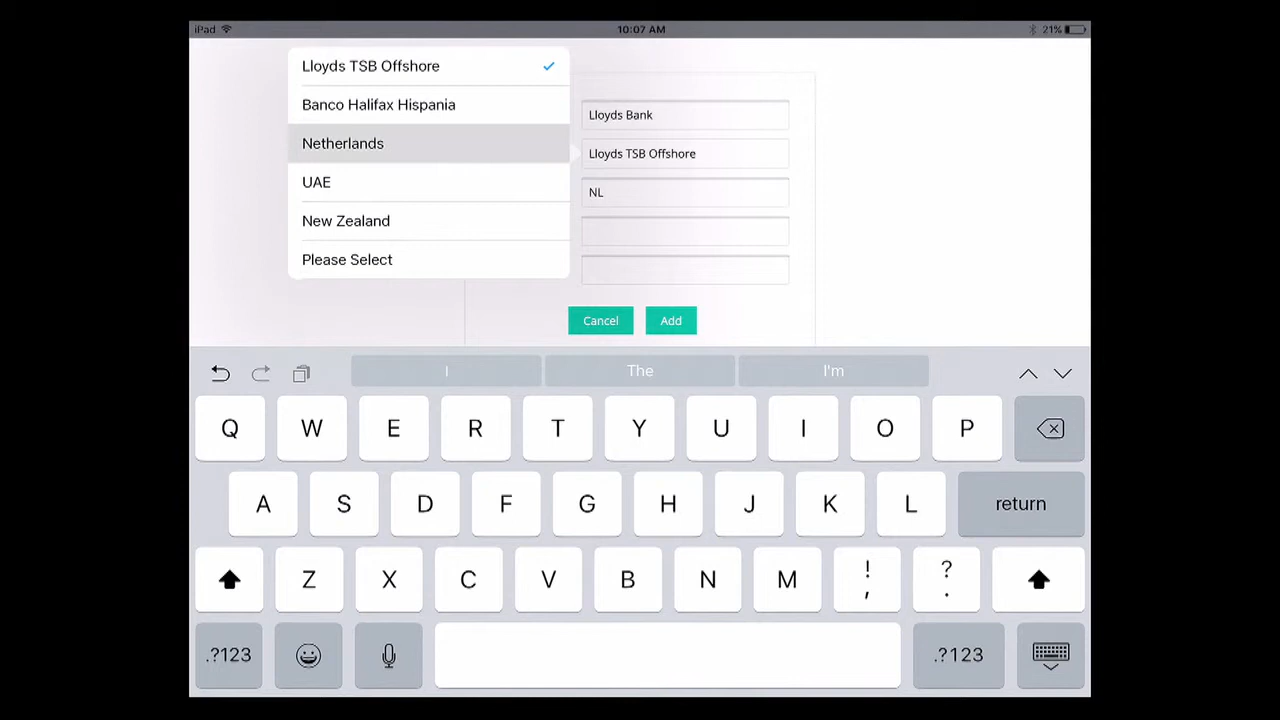 iPad 10:07 AM 21%
Lloyds TSB Offshore
Banco Halifax Hispania
Netherlands
UAE
New Zealand
Please Select
Lloyds Bank
Lloyds TSB Offshore
NL
Cancel Add
I The I'm
Q W E R T Y U I O P
A S D F G H J K L return
Z X C V B N M ! , ? .
.?123 .?123